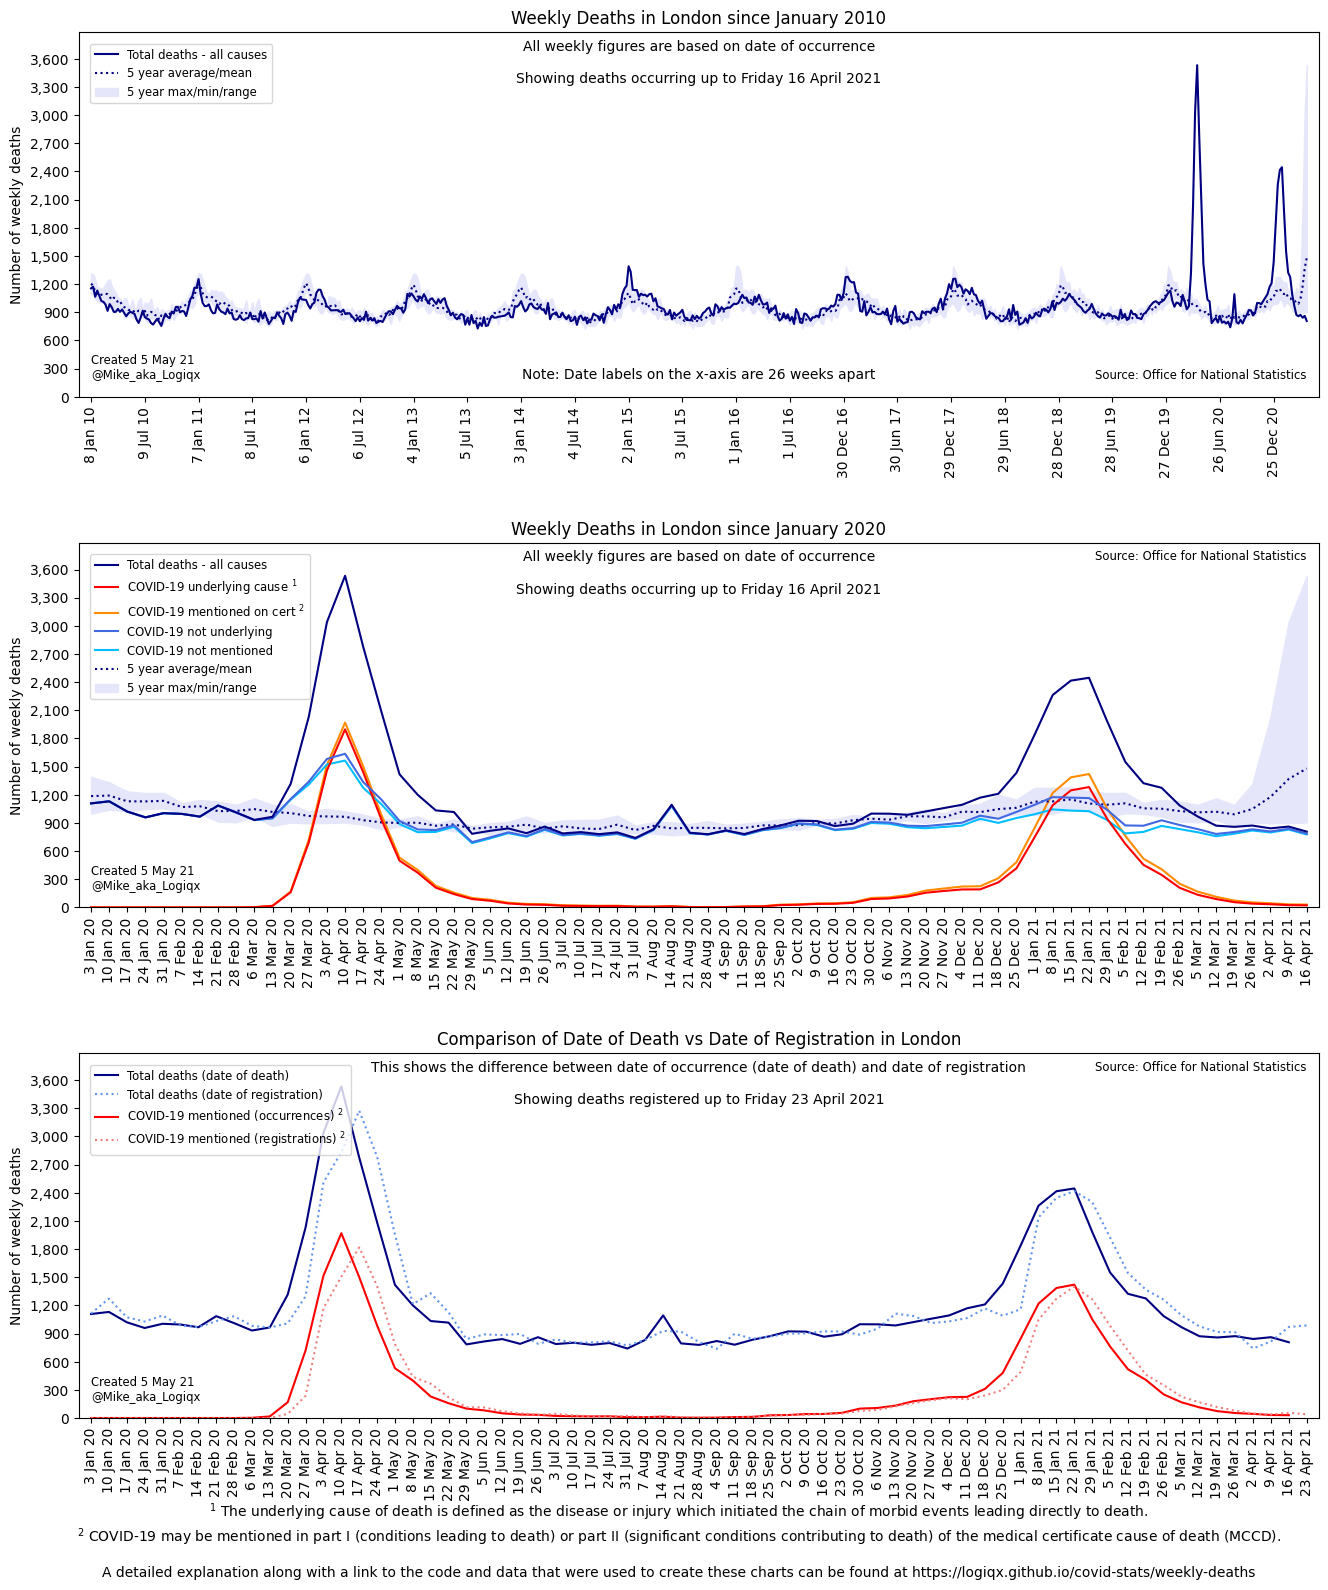 Weekly Deaths in London since January 2010
All weekly figures are based on date of occurrence
Showing deaths occurring up to Friday 16 April 2021
Total deaths - all causes
5 year average/mean
5 year max/min/range
Number of weekly deaths
3,600
3,300
3,000
2,700
2,400
2,100
1,800
1,500
1,200
900
600
300
0
Created 5 May 21
@Mike_aka_Logiqx
Note: Date labels on the x-axis are 26 weeks apart
Source: Office for National Statistics
8 Jan 10
9 Jul 10
7 Jan 11
8 Jul 11
6 Jan 12
6 Jul 12
4 Jan 13
5 Jul 13
3 Jan 14
4 Jul 14
2 Jan 15
3 Jul 15
1 Jan 16
1 Jul 16
30 Dec 16
30 Jun 17
29 Dec 17
29 Jun 18
28 Dec 18
28 Jun 19
27 Dec 19
26 Jun 20
25 Dec 20
Weekly Deaths in London since January 2020
All weekly figures are based on date of occurrence
Showing deaths occurring up to Friday 16 April 2021
Source: Office for National Statistics
Total deaths - all causes
COVID-19 underlying cause 1
COVID-19 mentioned on cert 2
COVID-19 not underlying
COVID-19 not mentioned
5 year average/mean
5 year max/min/range
Number of weekly deaths
3,600
3,300
3,000
2,700
2,400
2,100
1,800
1,500
1,200
900
600
300
0
Created 5 May 21
@Mike_aka_Logiqx
3 Jan 20
10 Jan 20
17 Jan 20
24 Jan 20
31 Jan 20
7 Feb 20
14 Feb 20
21 Feb 20
28 Feb 20
6 Mar 20
13 Mar 20
20 Mar 20
27 Mar 20
3 Apr 20
10 Apr 20
17 Apr 20
24 Apr 20
1 May 20
8 May 20
15 May 20
22 May 20
29 May 20
5 Jun 20
12 Jun 20
19 Jun 20
26 Jun 20
3 Jul 20
10 Jul 20
17 Jul 20
24 Jul 20
31 Jul 20
7 Aug 20
14 Aug 20
21 Aug 20
28 Aug 20
4 Sep 20
11 Sep 20
18 Sep 20
25 Sep 20
2 Oct 20
9 Oct 20
16 Oct 20
23 Oct 20
30 Oct 20
6 Nov 20
13 Nov 20
20 Nov 20
27 Nov 20
4 Dec 20
11 Dec 20
18 Dec 20
25 Dec 20
1 Jan 21
8 Jan 21
15 Jan 21
22 Jan 21
29 Jan 21
5 Feb 21
12 Feb 21
19 Feb 21
26 Feb 21
5 Mar 21
12 Mar 21
19 Mar 21
26 Mar 21
2 Apr 21
9 Apr 21
16 Apr 21
Comparison of Date of Death vs Date of Registration in London
This shows the difference between date of occurrence (date of death) and date of registration
Showing deaths registered up to Friday 23 April 2021
Source: Office for National Statistics
Total deaths (date of death)
Total deaths (date of registration)
COVID-19 mentioned (occurrences) 2
COVID-19 mentioned (registrations) 2
Number of weekly deaths
3,600
3,300
3,000
2,700
2,400
2,100
1,800
1,500
1,200
900
600
300
0
Created 5 May 21
@Mike_aka_Logiqx
3 Jan 20
10 Jan 20
17 Jan 20
24 Jan 20
31 Jan 20
7 Feb 20
14 Feb 20
21 Feb 20
28 Feb 20
6 Mar 20
13 Mar 20
20 Mar 20
27 Mar 20
3 Apr 20
10 Apr 20
17 Apr 20
24 Apr 20
1 May 20
8 May 20
15 May 20
22 May 20
29 May 20
5 Jun 20
12 Jun 20
19 Jun 20
26 Jun 20
3 Jul 20
10 Jul 20
17 Jul 20
24 Jul 20
31 Jul 20
7 Aug 20
14 Aug 20
21 Aug 20
28 Aug 20
4 Sep 20
11 Sep 20
18 Sep 20
25 Sep 20
2 Oct 20
9 Oct 20
16 Oct 20
23 Oct 20
30 Oct 20
6 Nov 20
13 Nov 20
20 Nov 20
27 Nov 20
4 Dec 20
11 Dec 20
18 Dec 20
25 Dec 20
1 Jan 21
8 Jan 21
15 Jan 21
22 Jan 21
29 Jan 21
5 Feb 21
12 Feb 21
19 Feb 21
26 Feb 21
5 Mar 21
12 Mar 21
19 Mar 21
26 Mar 21
2 Apr 21
9 Apr 21
16 Apr 21
23 Apr 21
1 The underlying cause of death is defined as the disease or injury which initiated the chain of morbid events leading directly to death.
2 COVID-19 may be mentioned in part I (conditions leading to death) or part II (significant conditions contributing to death) of the medical certificate cause of death (MCCD).
A detailed explanation along with a link to the code and data that were used to create these charts can be found at https://logiqx.github.io/covid-stats/weekly-deaths